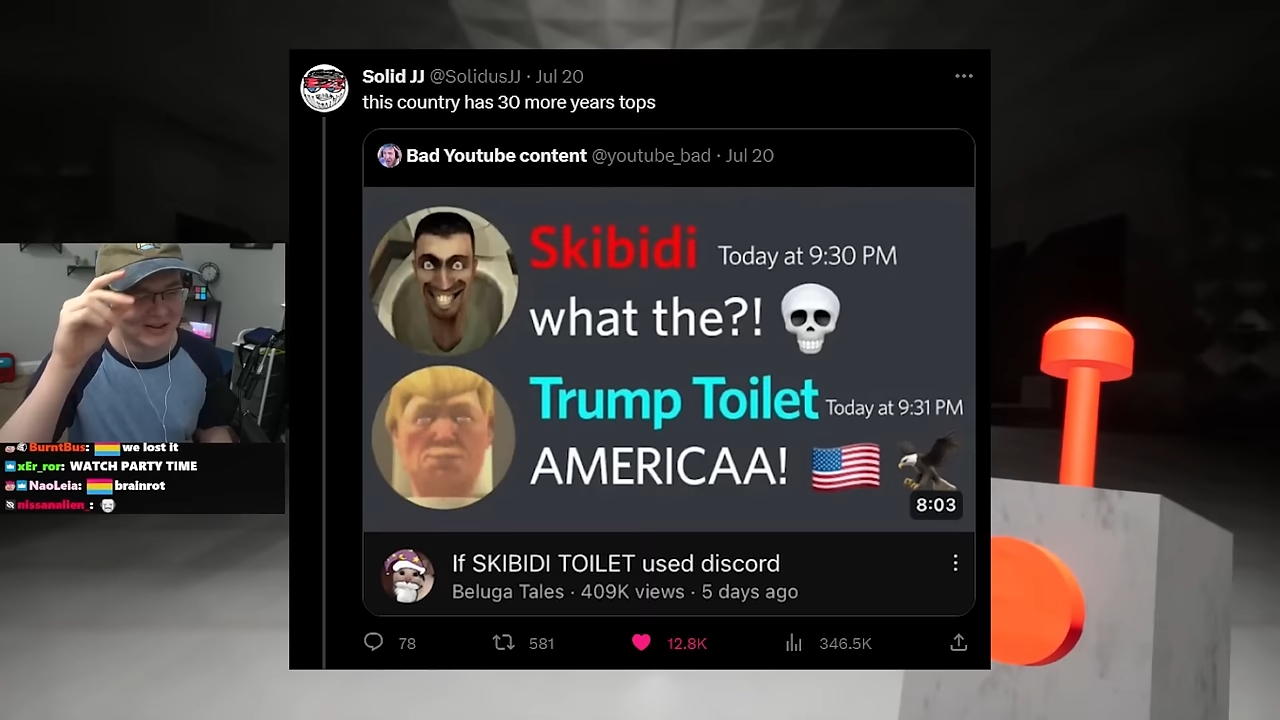 Solid JJ @SolidusJJ · Jul 20
this country has 30 more years tops
Bad Youtube content @youtube_bad · Jul 20
Skibidi Today at 9:30 PM
what the?! 💀
Trump Toilet Today at 9:31 PM
AMERICAA! 🇺🇸 🦅
8:03
If SKIBIDI TOILET used discord
Beluga Tales · 409K views · 5 days ago
78 581 12.8K 346.5K
BurntBus: we lost it
xEr_ror: WATCH PARTY TIME
NaoLeia: brainrot
nissanalien_: